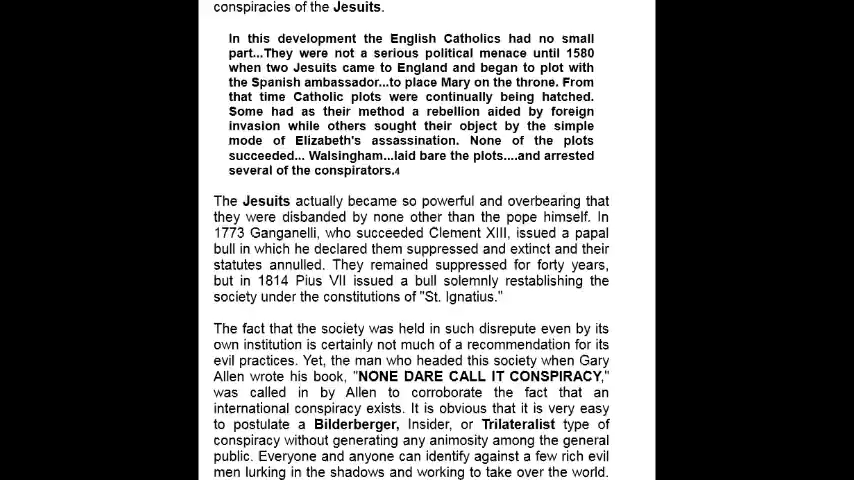 conspiracies of the Jesuits.
In this development the English Catholics had no small
part...They were not a serious political menace until 1580
when two Jesuits came to England and began to plot with
the Spanish ambassador...to place Mary on the throne. From
that time Catholic plots were continually being hatched.
Some had as their method a rebellion aided by foreign
invasion while others sought their object by the simple
mode of Elizabeth's assassination. None of the plots
succeeded... Walsingham...laid bare the plots....and arrested
several of the conspirators.4
The Jesuits actually became so powerful and overbearing that
they were disbanded by none other than the pope himself. In
1773 Ganganelli, who succeeded Clement XIII, issued a papal
bull in which he declared them suppressed and extinct and their
statutes annulled. They remained suppressed for forty years,
but in 1814 Pius VII issued a bull solemnly restablishing the
society under the constitutions of "St. Ignatius."
The fact that the society was held in such disrepute even by its
own institution is certainly not much of a recommendation for its
evil practices. Yet, the man who headed this society when Gary
Allen wrote his book, "NONE DARE CALL IT CONSPIRACY,"
was called in by Allen to corroborate the fact that an
international conspiracy exists. It is obvious that it is very easy
to postulate a Bilderberger, Insider, or Trilateralist type of
conspiracy without generating any animosity among the general
public. Everyone and anyone can identify against a few rich evil
men lurking in the shadows and working to take over the world.